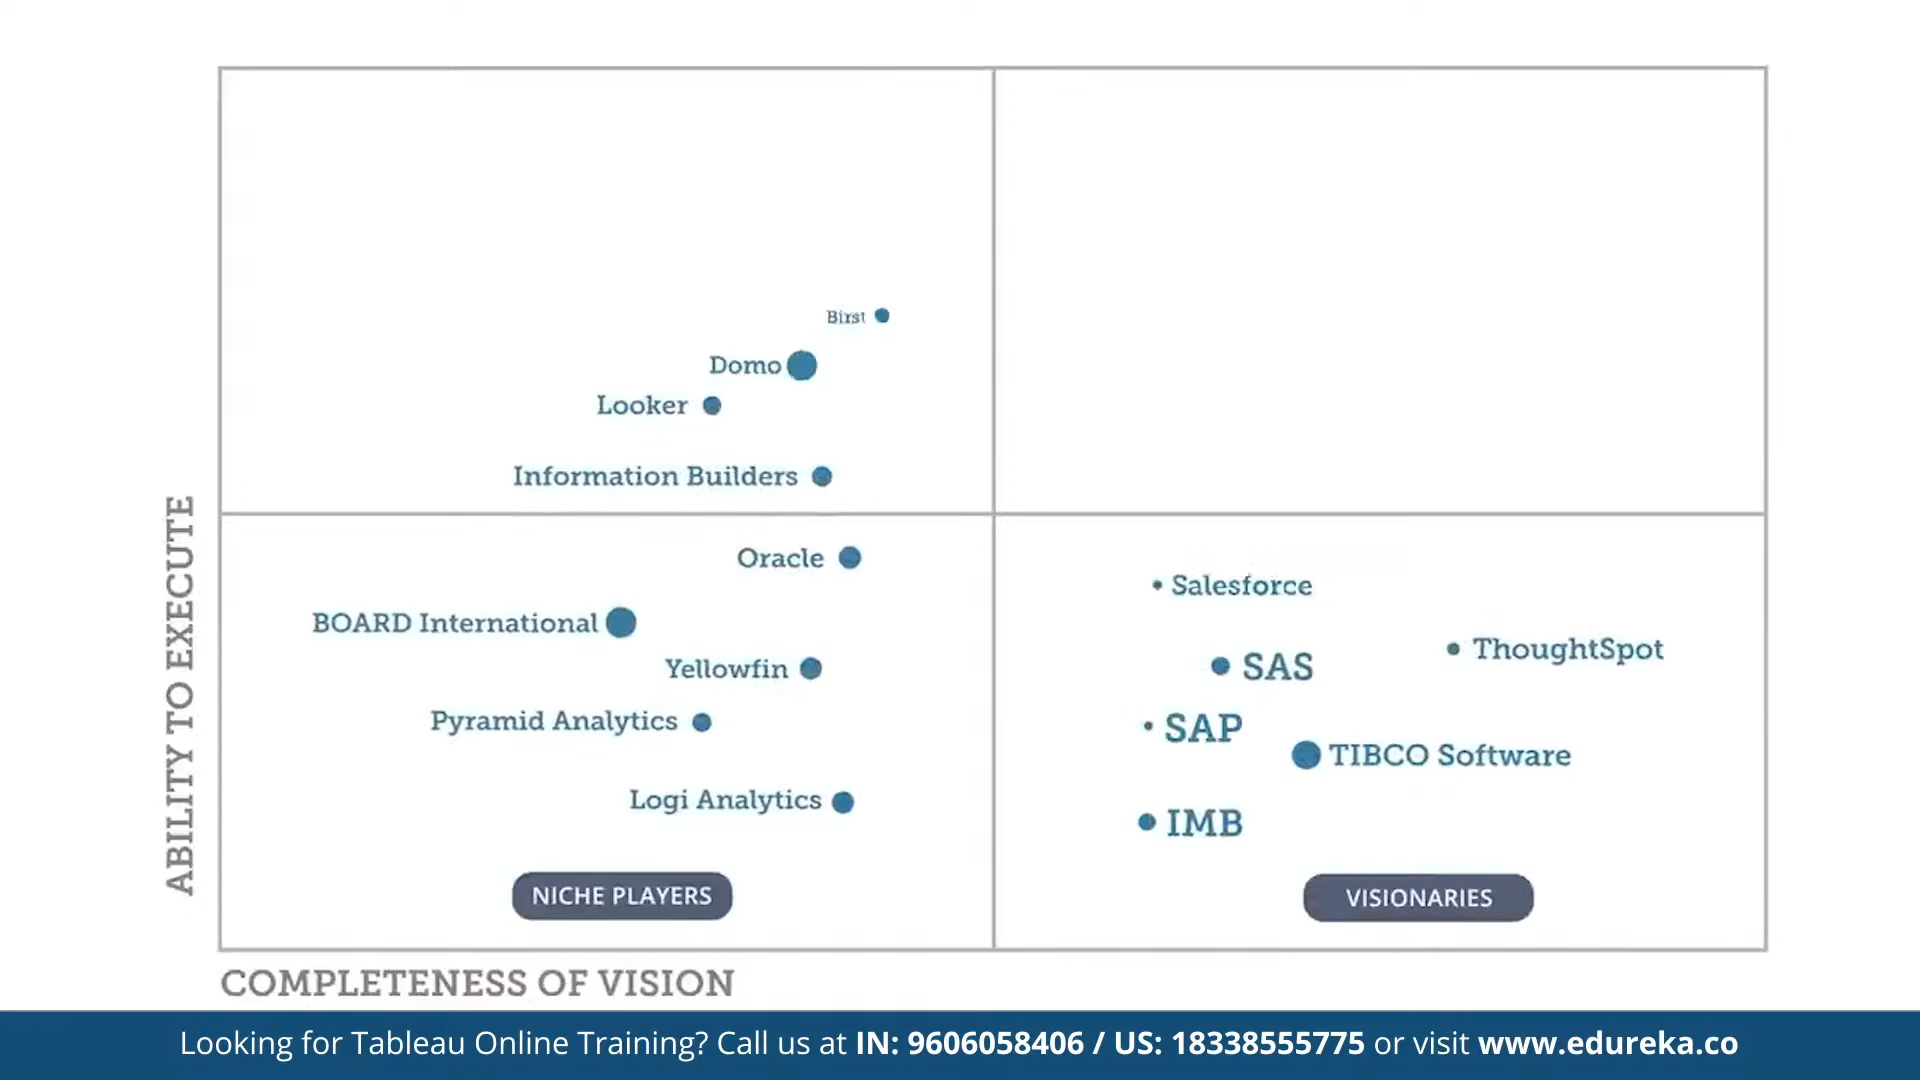 Birst
Domo
Looker
Information Builders
ABILITY TO EXECUTE
Oracle
BOARD International
Yellowfin
Pyramid Analytics
Logi Analytics
NICHE PLAYERS
Salesforce
ThoughtSpot
SAS
SAP
TIBCO Software
IMB
VISIONARIES
COMPLETENESS OF VISION
Looking for Tableau Online Training? Call us at IN: 9606058406 / US: 18338555775 or visit www.edureka.co